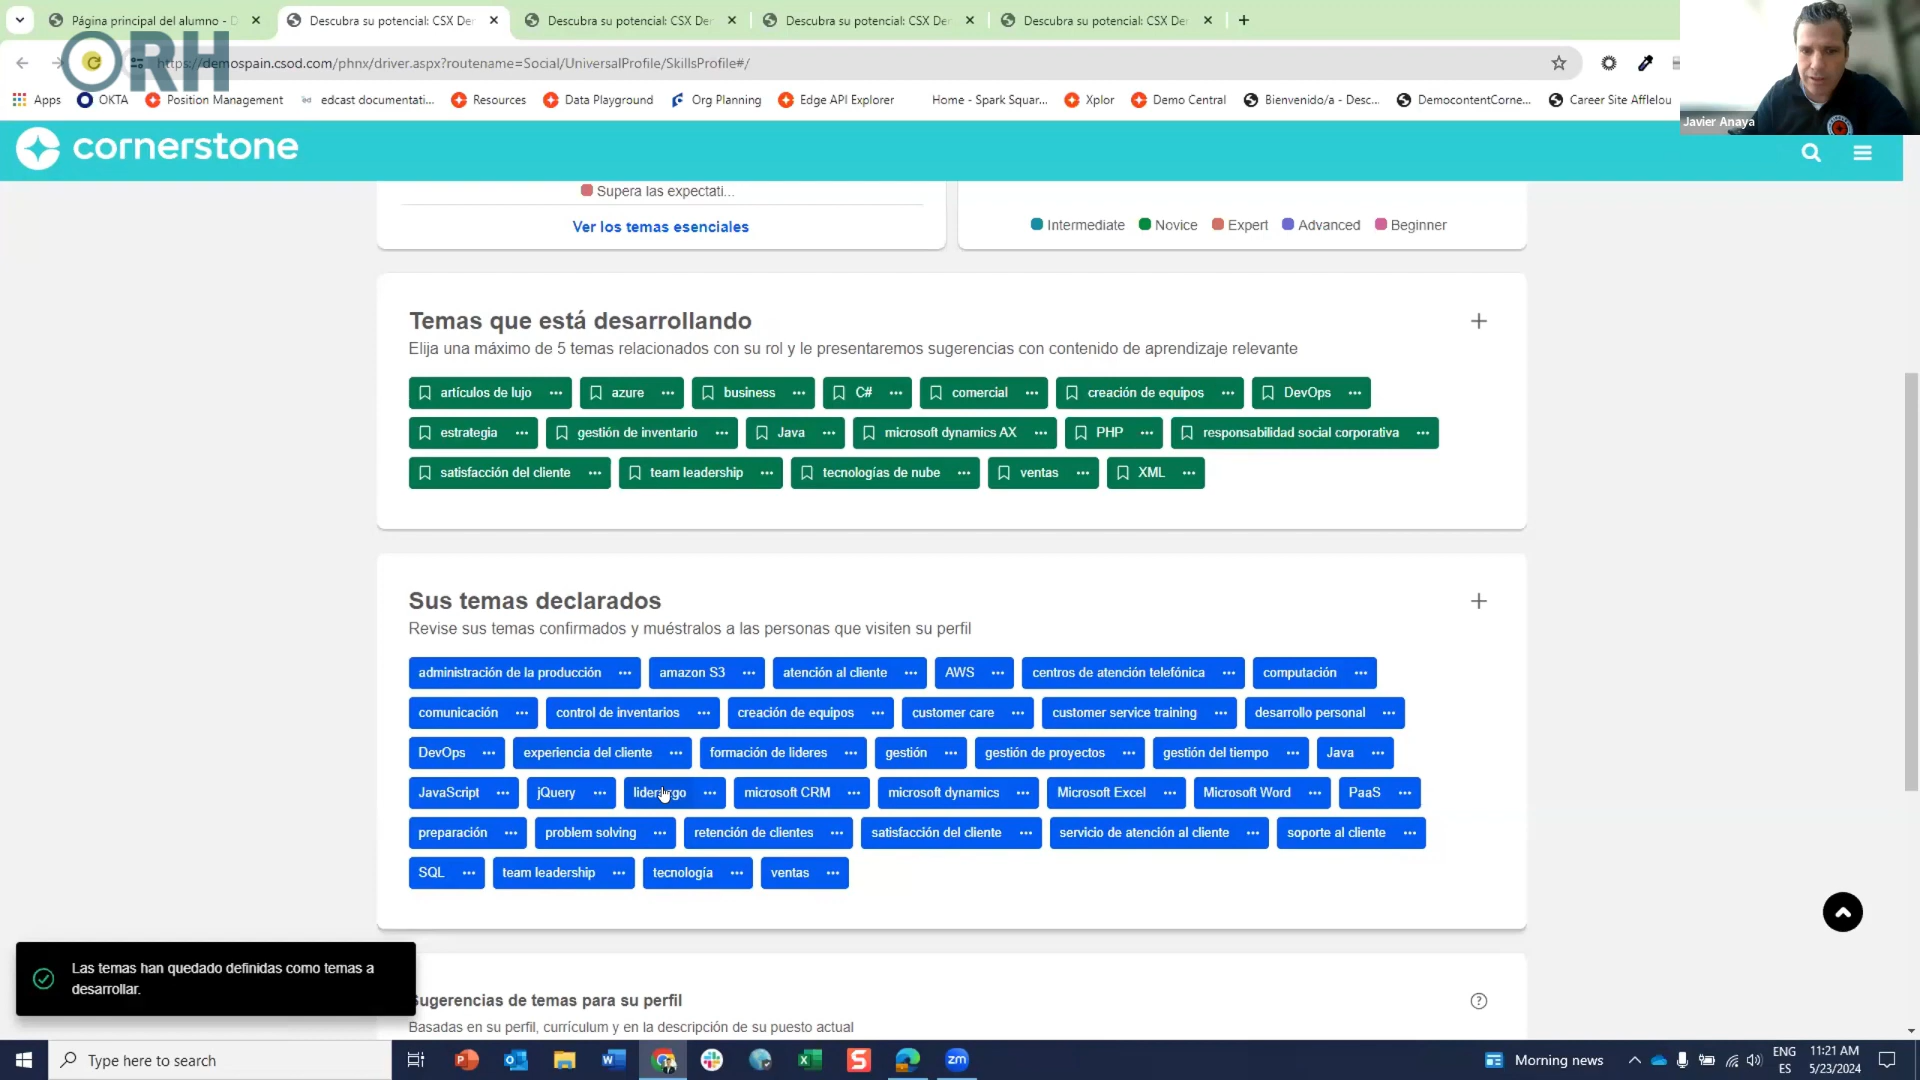 Página principal del alumno - D
Descubra su potencial: CSX Der
Descubra su potencial: CSX Der
Descubra su potencial: CSX Der
Descubra su potencial: CSX Der
ORH
https://demospain.csod.com/phnx/driver.aspx?routename=Social/UniversalProfile/SkillsProfile#/
Apps
OKTA
Position Management
edcast documentati...
Resources
Data Playground
Org Planning
Edge API Explorer
Home - Spark Squar...
Xplor
Demo Central
Bienvenido/a - Desc...
DemocontentCorne...
Career Site Afflelou
Javier Anaya
cornerstone
Supera las expectati...
Ver los temas esenciales
Intermediate Novice Expert Advanced Beginner
Temas que está desarrollando
Elija una máximo de 5 temas relacionados con su rol y le presentaremos sugerencias con contenido de aprendizaje relevante
artículos de lujo ... azure ... business ... C# ... comercial ... creación de equipos ... DevOps ...
estrategia ... gestión de inventario ... Java ... microsoft dynamics AX ... PHP ... responsabilidad social corporativa ...
satisfacción del cliente ... team leadership ... tecnologías de nube ... ventas ... XML ...
Sus temas declarados
Revise sus temas confirmados y muéstralos a las personas que visiten su perfil
administración de la producción ... amazon S3 ... atención al cliente ... AWS ... centros de atención telefónica ... computación ...
comunicación ... control de inventarios ... creación de equipos ... customer care ... customer service training ... desarrollo personal ...
DevOps ... experiencia del cliente ... formación de lideres ... gestión ... gestión de proyectos ... gestión del tiempo ... Java ...
JavaScript ... jQuery ... liderazgo ... microsoft CRM ... microsoft dynamics ... Microsoft Excel ... Microsoft Word ... PaaS ...
preparación ... problem solving ... retención de clientes ... satisfacción del cliente ... servicio de atención al cliente ... soporte al cliente ...
SQL ... team leadership ... tecnología ... ventas ...
Las temas han quedado definidas como temas a
desarrollar.
Sugerencias de temas para su perfil
Basadas en su perfil, currículum y en la descripción de su puesto actual
Type here to search
Morning news
ENG
ES
11:21 AM
5/23/2024